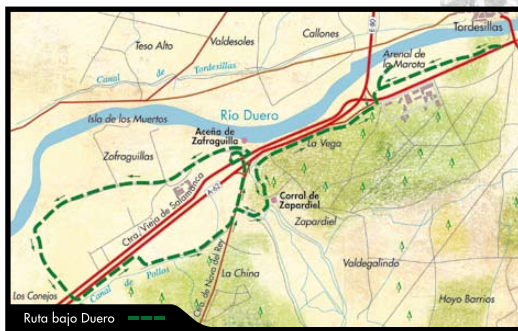 Tordesillas
Callones
Valdesoles
Teso Alto
E-80
Arenal de
la Marota
Canal de Tordesillas
Río Duero
Isla de los Muertos
Aceña de
Zafraguilla
La Vega
Zafraguillas
A-62
Ctra. Vieja de Salamanca
Corral de
Zapardiel
Zapardiel
Ctra. de Nava del Rey
Valdegalindo
La China
Los Conejos
Canal de Pollos
Hoyo Barrios
Ruta bajo Duero